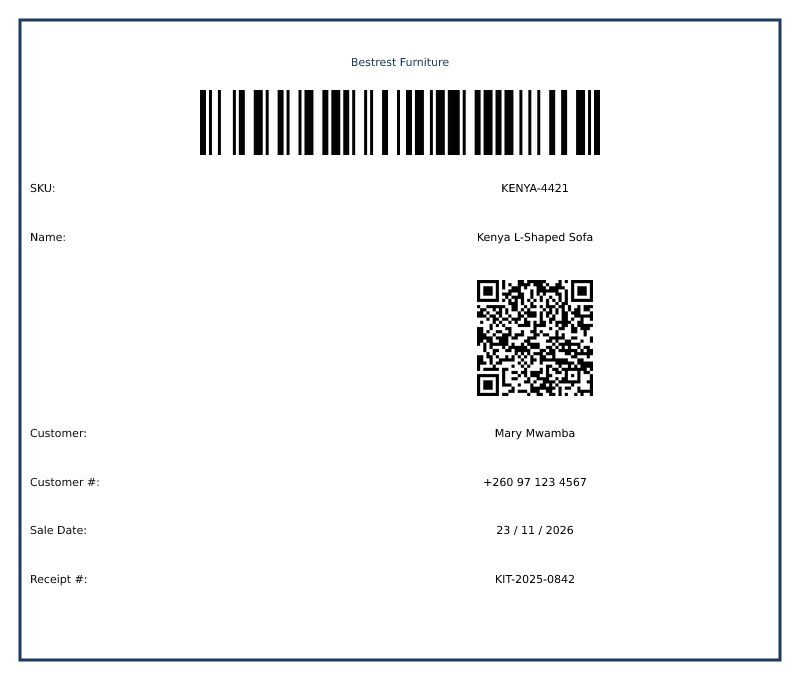 Bestrest Furniture
SKU: KENYA-4421
Name: Kenya L-Shaped Sofa
Customer: Mary Mwamba
Customer #: +260 97 123 4567
Sale Date: 23 / 11 / 2026
Receipt #: KIT-2025-0842